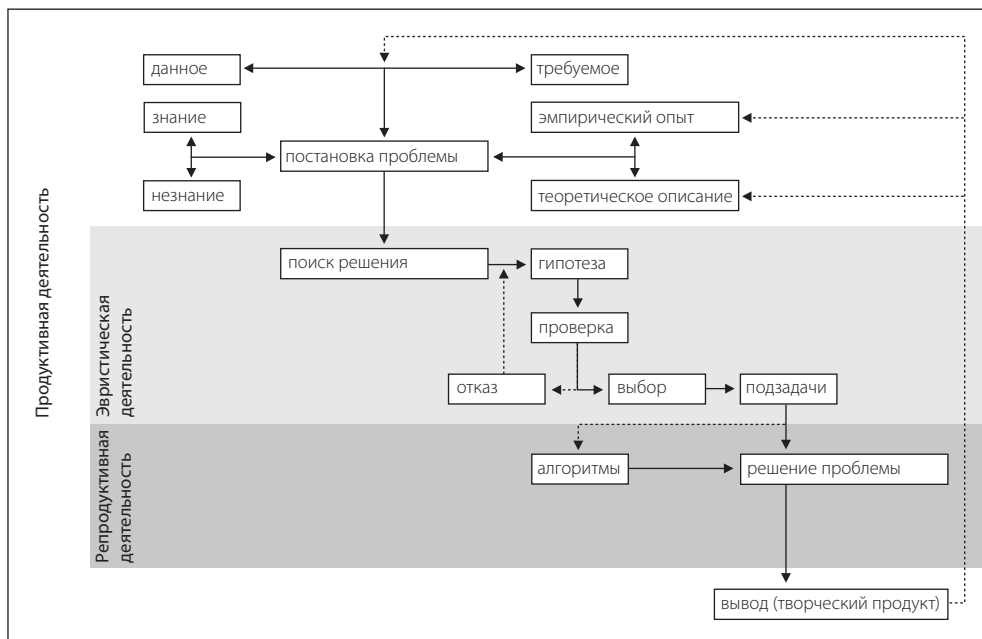 данное
требуемое
знание
эмпирический опыт
постановка проблемы
незнание
теоретическое описание
Продуктивная деятельность
поиск решения
гипотеза
Эвристическая
деятельность
проверка
отказ
выбор
подзадачи
Репродуктивная
деятельность
алгоритмы
решение проблемы
вывод (творческий продукт)